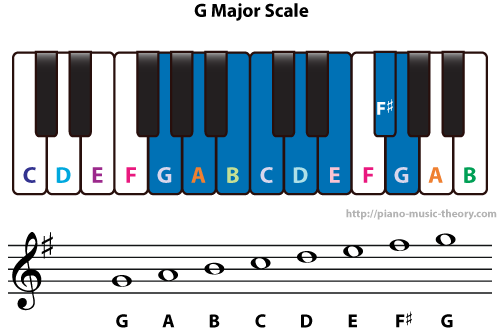 G Major Scale
F♯
C D E F G A B C D E F G A B
http://piano-music-theory.com
G A B C D E F♯ G